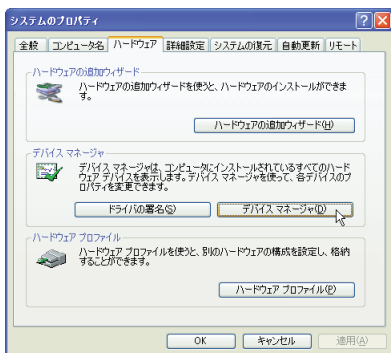 システムのプロパティ
全般 コンピュータ名 ハードウェア 詳細設定 システムの復元 自動更新 リモート
ハードウェアの追加ウィザード
ハードウェアの追加ウィザードを使うと、ハードウェアのインストールができま
す。
ハードウェアの追加ウィザード(H)
デバイス マネージャ
デバイス マネージャは、コンピュータにインストールされているすべてのハード
ウェア デバイスを表示します。デバイス マネージャを使って、各デバイスのプ
ロパティを変更できます。
ドライバの署名(S) デバイス マネージャ(D)
ハードウェア プロファイル
ハードウェア プロファイルを使うと、別のハードウェアの構成を設定し、格納
することができます。
ハードウェア プロファイル(P)
OK キャンセル 適用(A)